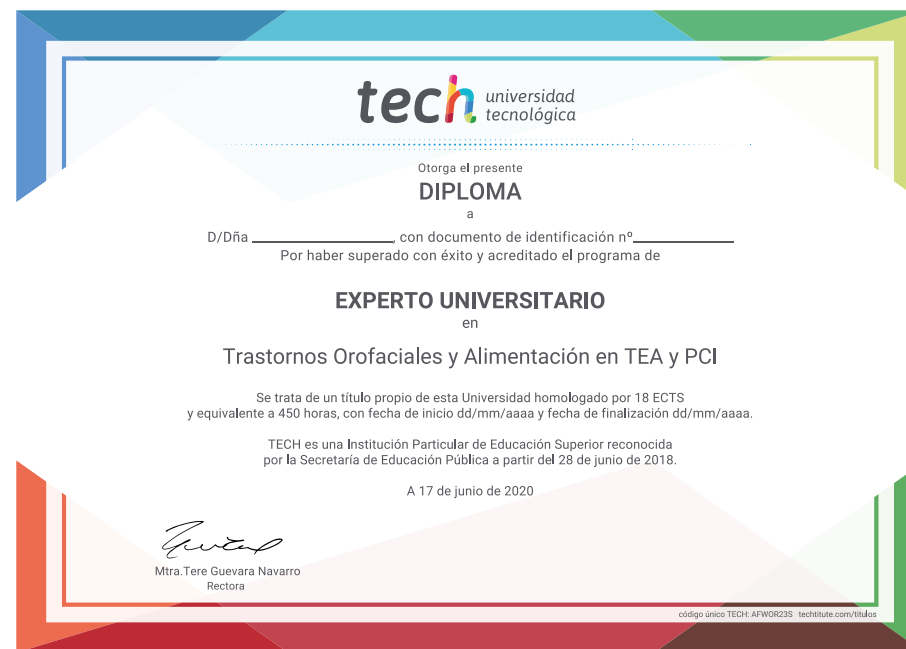 tech universidad
tecnológica
Otorga el presente
DIPLOMA
a
D/Dña ____________________, con documento de identificación nº______________
Por haber superado con éxito y acreditado el programa de
EXPERTO UNIVERSITARIO
en
Trastornos Orofaciales y Alimentación en TEA y PCI
Se trata de un título propio de esta Universidad homologado por 18 ECTS
y equivalente a 450 horas, con fecha de inicio dd/mm/aaaa y fecha de finalización dd/mm/aaaa.
TECH es una Institución Particular de Educación Superior reconocida
por la Secretaría de Educación Pública a partir del 28 de junio de 2018.
A 17 de junio de 2020
Mtra.Tere Guevara Navarro
Rectora
código único TECH: AFWOR23S techtitute.com/titulos